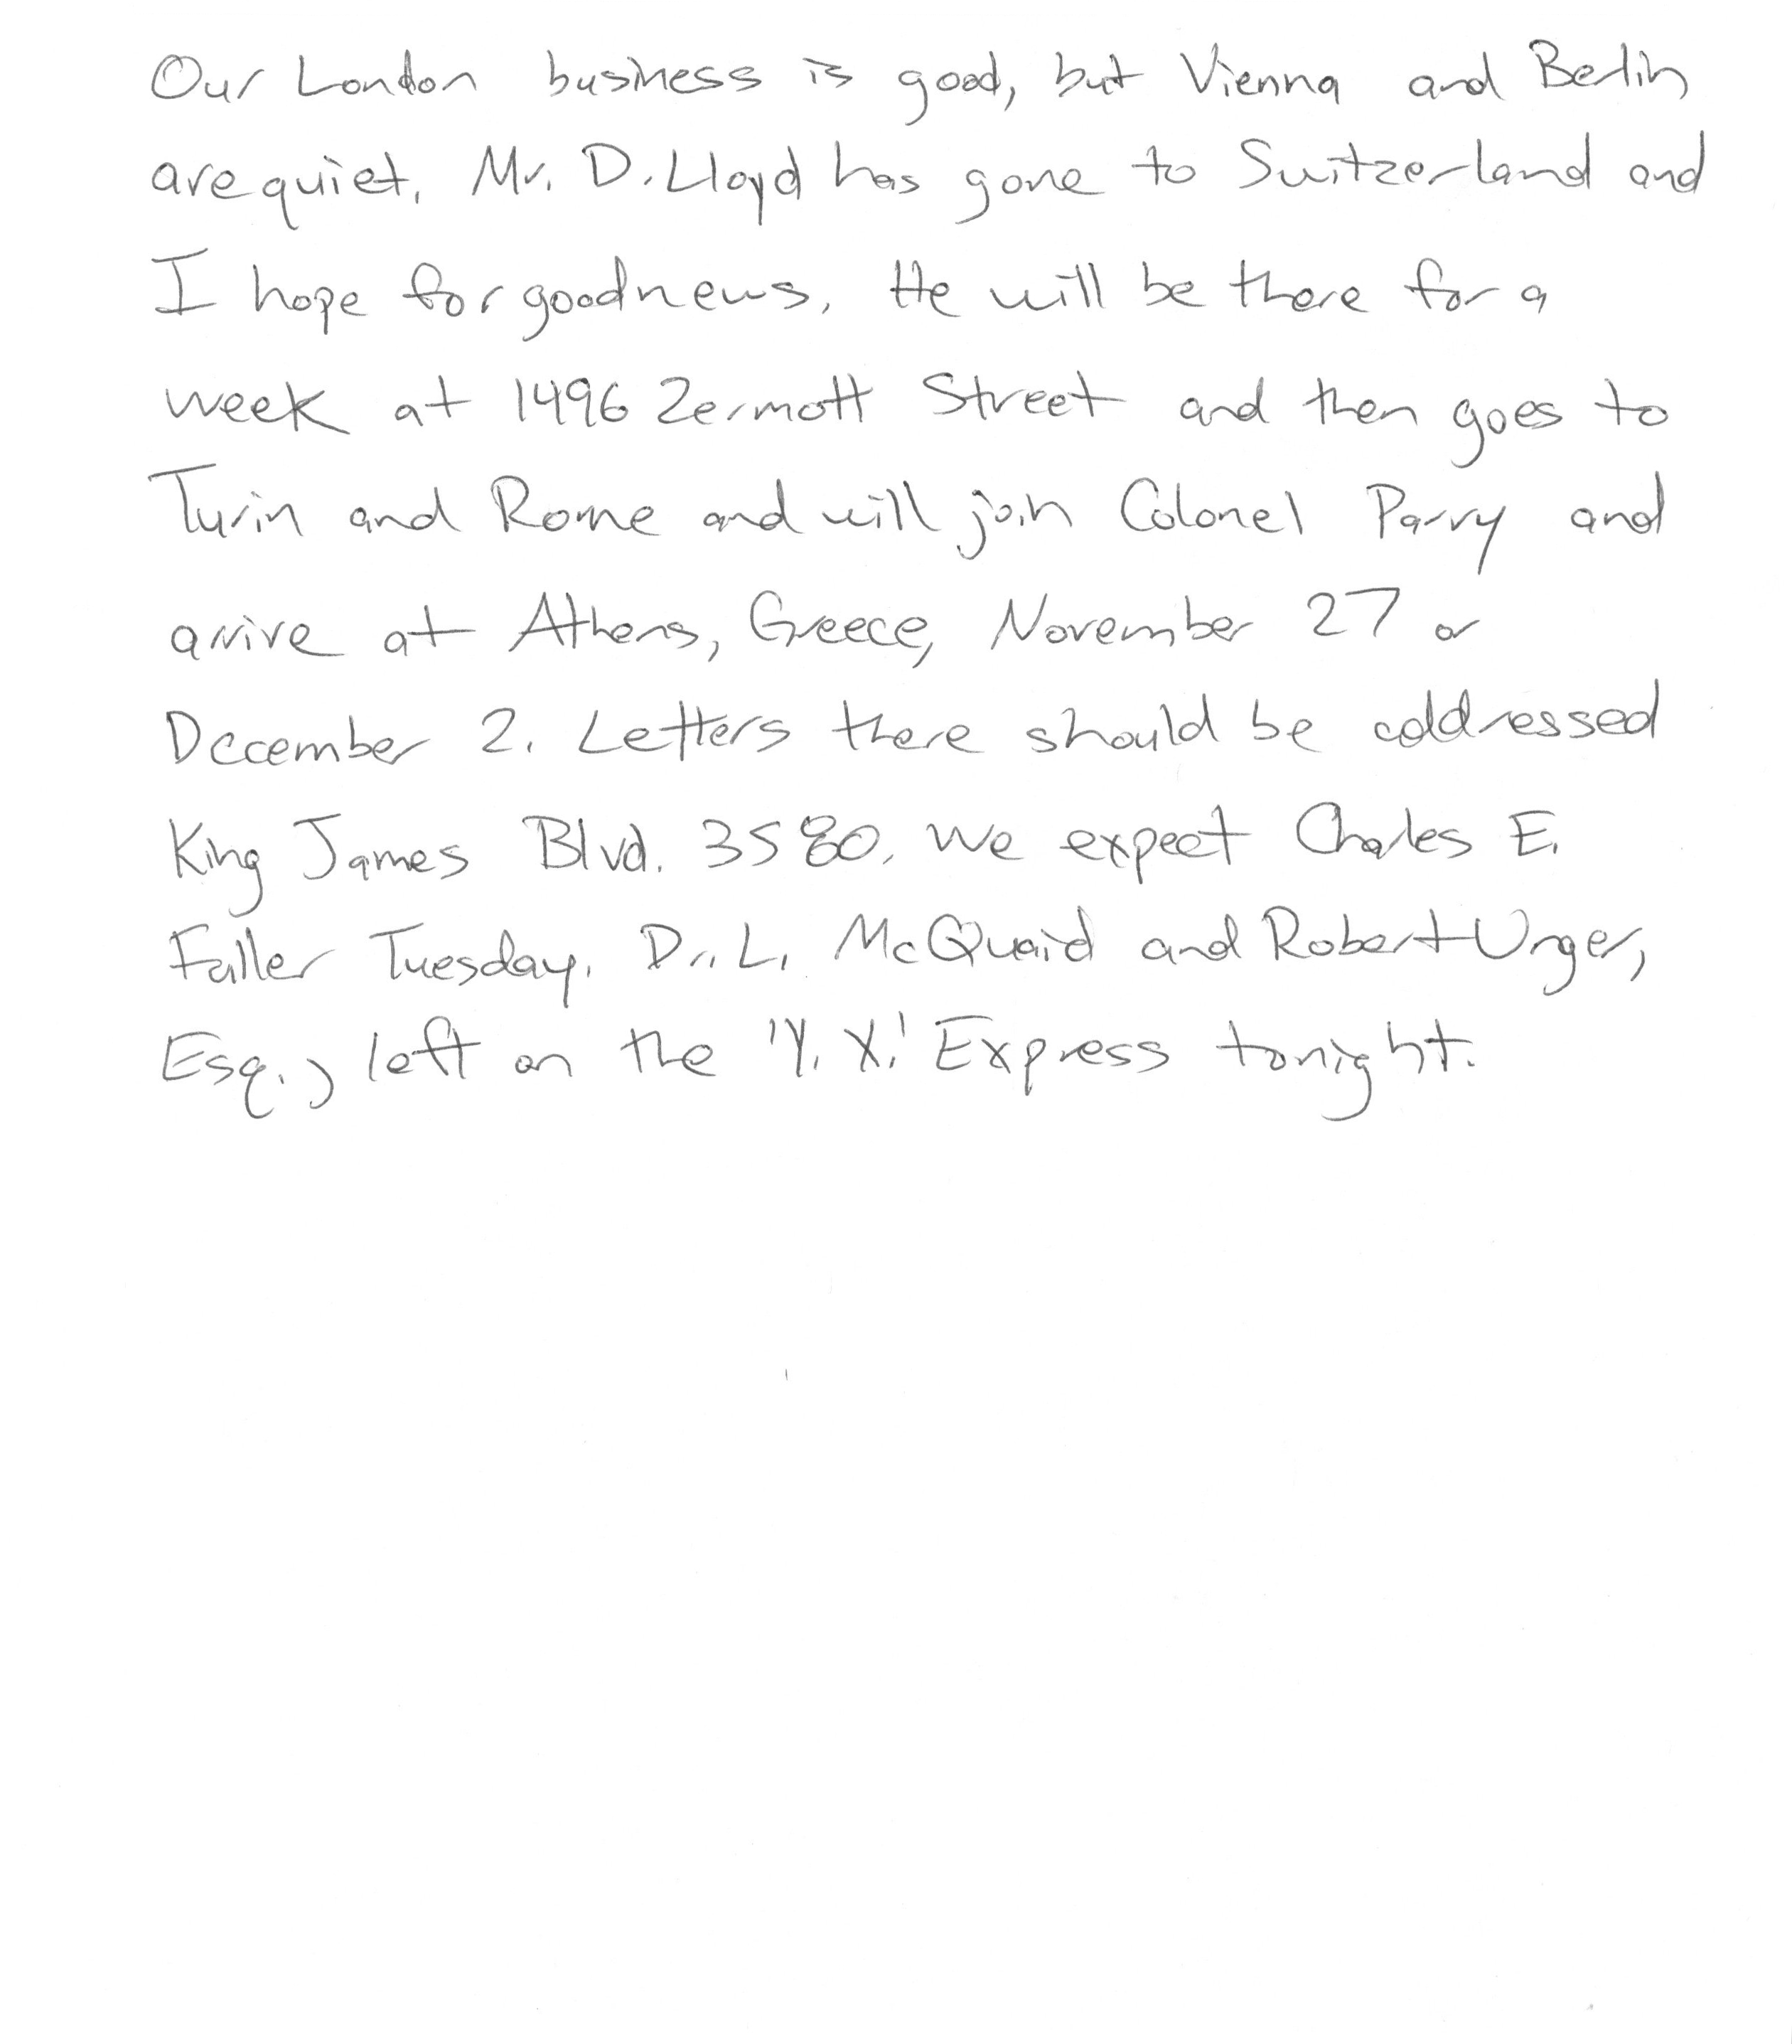 Our London business is good, but Vienna and Berlin
are quiet. Mr. D. Lloyd has gone to Switzerland and
I hope for good news. He will be there for a
week at 1496 Zermott Street and then goes to
Turin and Rome and will join Colonel Parry and
arrive at Athens, Greece, November 27 or
December 2. Letters there should be addressed
King James Blvd. 3580. We expect Charles E.
Fuller Tuesday. Dr. L. McQuaid and Robert Unger,
Esq., left on the 'Y. X.' Express tonight.